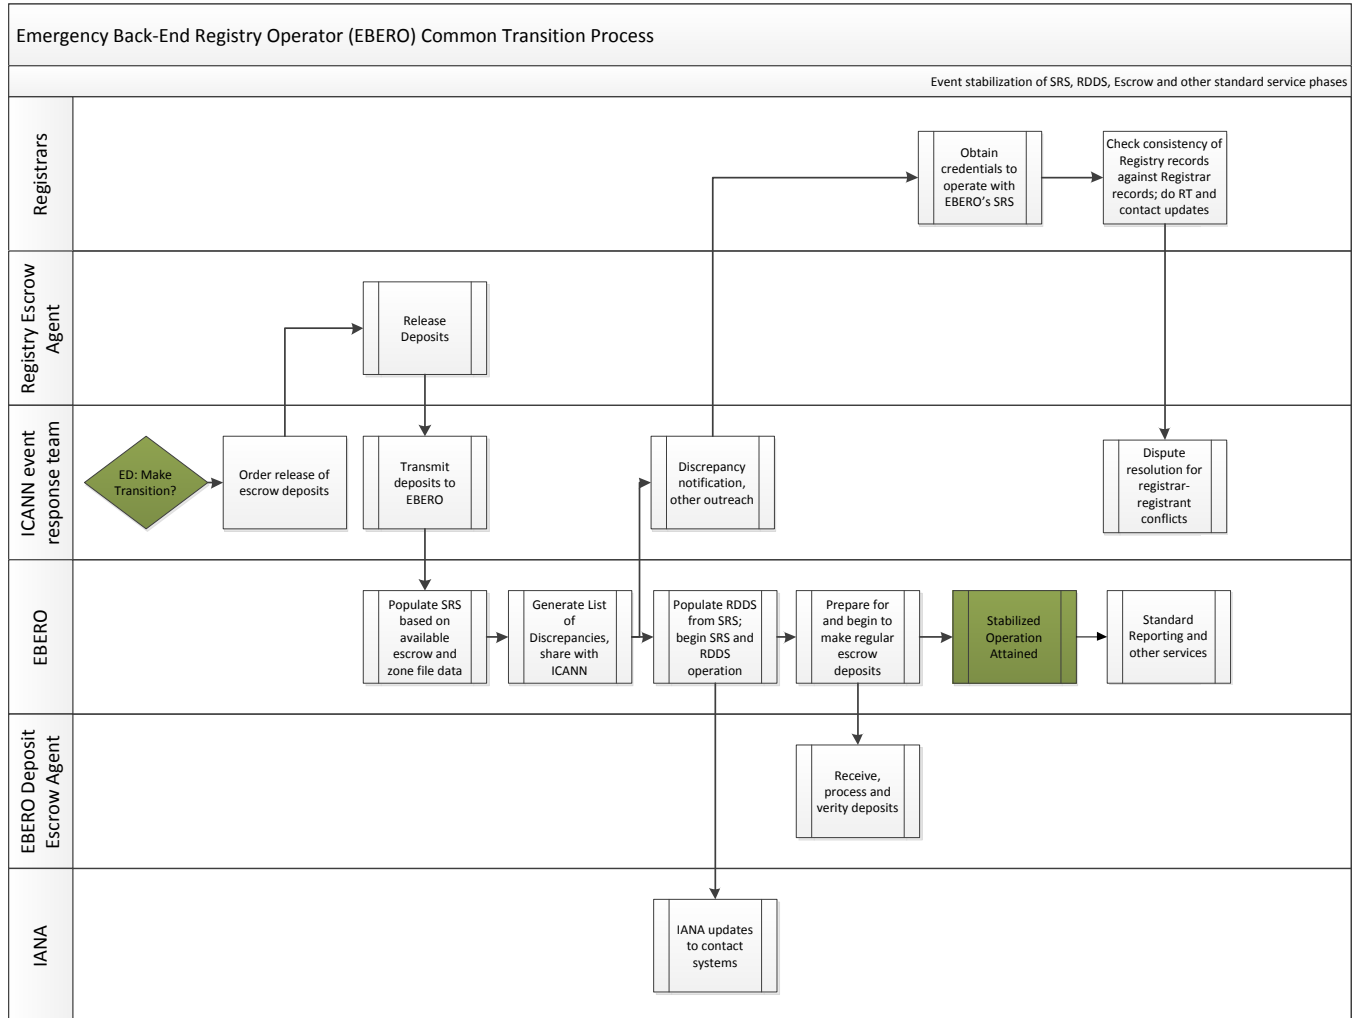 Emergency Back-End Registry Operator (EBERO) Common Transition Process
Event stabilization of SRS, RDDS, Escrow and other standard service phases
Registrars
Obtain
credentials to
operate with
EBERO's SRS
Check consistency of
Registry records
against Registrar
records; do RT and
contact updates
Registry Escrow
Agent
Release
Deposits
ICANN event
response team
ED: Make
Transition?
Order release of
escrow deposits
Transmit
deposits to
EBERO
Discrepancy
notification,
other outreach
Dispute
resolution for
registrar-
registrant
conflicts
EBERO
Populate SRS
based on
available
escrow and
zone file data
Generate List
of
Discrepancies,
share with
ICANN
Populate RDDS
from SRS;
begin SRS and
RDDS
operation
Prepare for
and begin to
make regular
escrow
deposits
Stabilized
Operation
Attained
Standard
Reporting and
other services
EBERO Deposit
Escrow Agent
Receive,
process and
verity deposits
IANA
IANA updates
to contact
systems